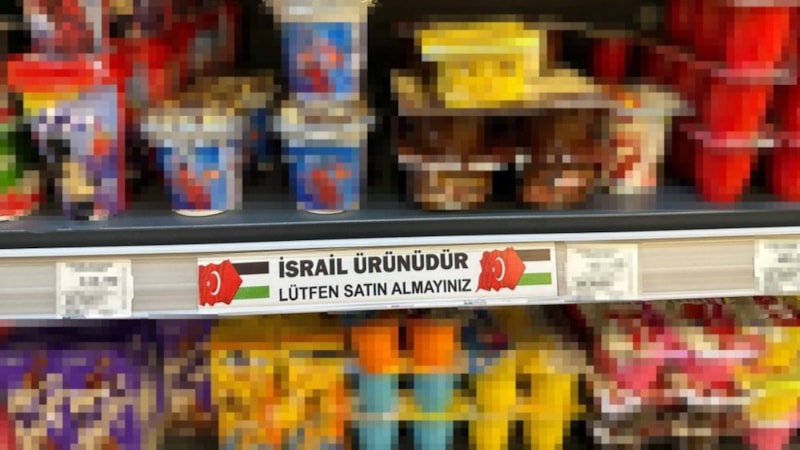 İSRAİL ÜRÜNÜDÜR
LÜTFEN SATIN ALMAYINIZ